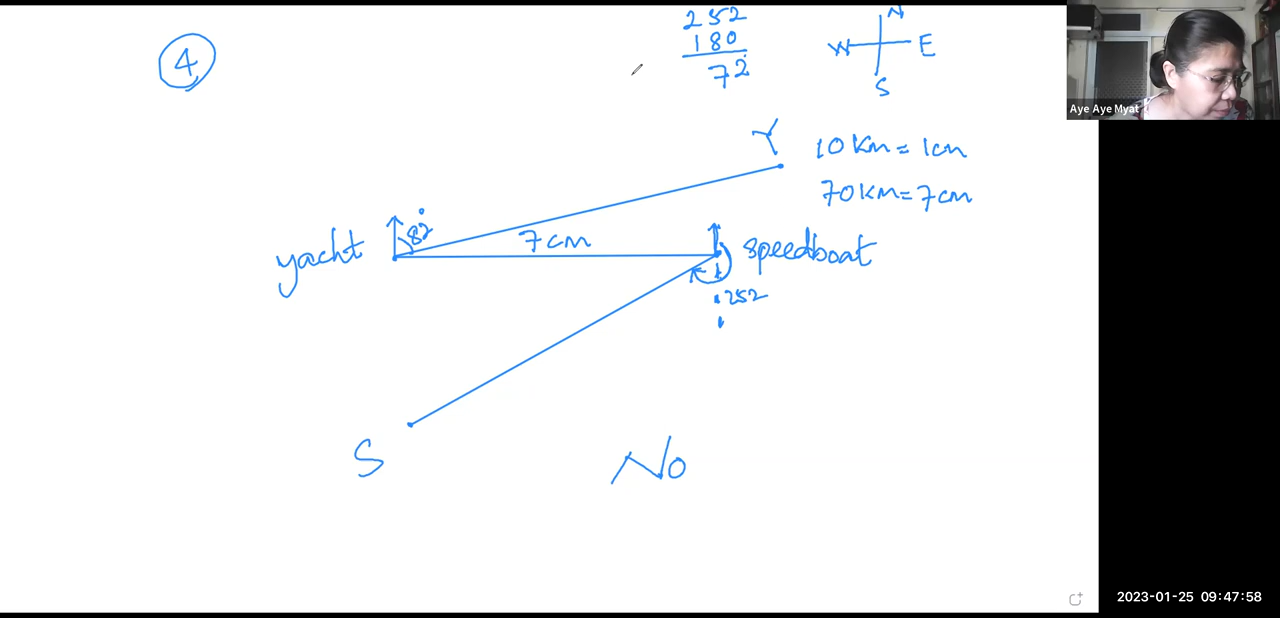 4
252
180
72°
N
W E
S
Aye Aye Myat
Y
10 Km = 1cm
70 Km = 7cm
82°
yacht
7cm
speedboat
252
S
No
2023-01-25 09:47:58